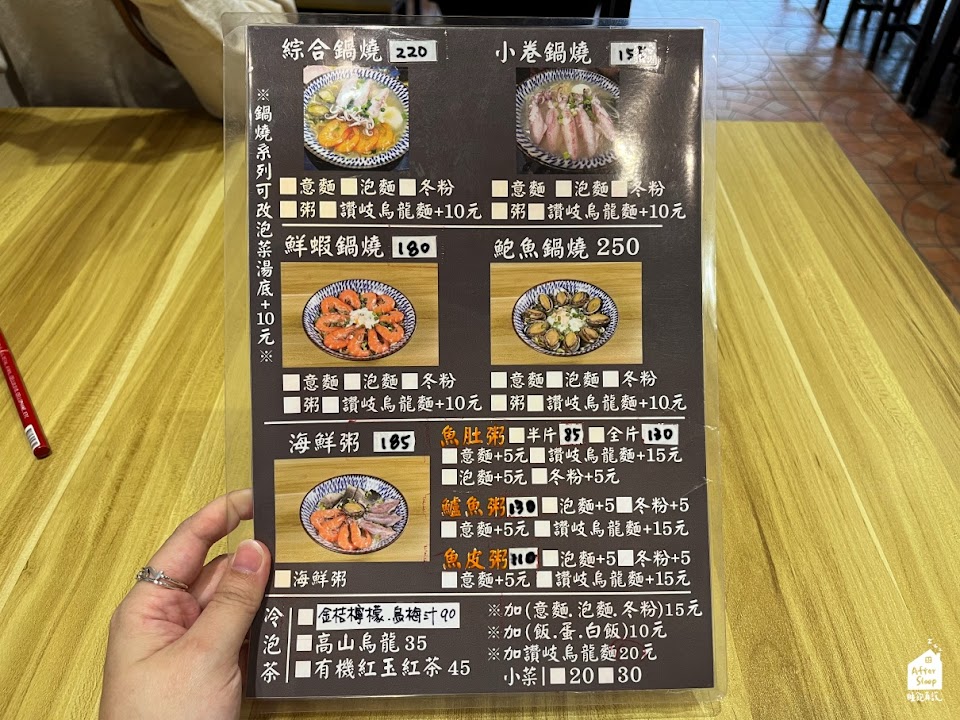 綜合鍋燒 220
□意麵 □泡麵 □冬粉
□粥 □讚岐烏龍麵+10元
小卷鍋燒
□意麵 □泡麵 □冬粉
□粥 □讚岐烏龍麵+10元
※鍋燒系列可改泡菜湯底+10元※
鮮蝦鍋燒 180
□意麵 □泡麵 □冬粉
□粥 □讚岐烏龍麵+10元
鮑魚鍋燒 250
□意麵 □泡麵 □冬粉
□粥 □讚岐烏龍麵+10元
海鮮粥 185
□海鮮粥
魚肚粥 □半片 85 □全片 130
□意麵+5元 □讚岐烏龍麵+15元
□泡麵+5元 □冬粉+5元
鱸魚粥 130 □泡麵+5 □冬粉+5
□意麵+5元 □讚岐烏龍麵+15元
魚皮粥 110 □泡麵+5 □冬粉+5
□意麵+5元 □讚岐烏龍麵+15元
冷泡茶
□金桔檸檬.烏梅汁90
□高山烏龍 35
□有機紅玉紅茶 45
※加(意麵.泡麵.冬粉)15元
※加(飯.蛋.白飯)10元
※加讚岐烏龍麵20元
小菜 | □20 □30
After
Sleep